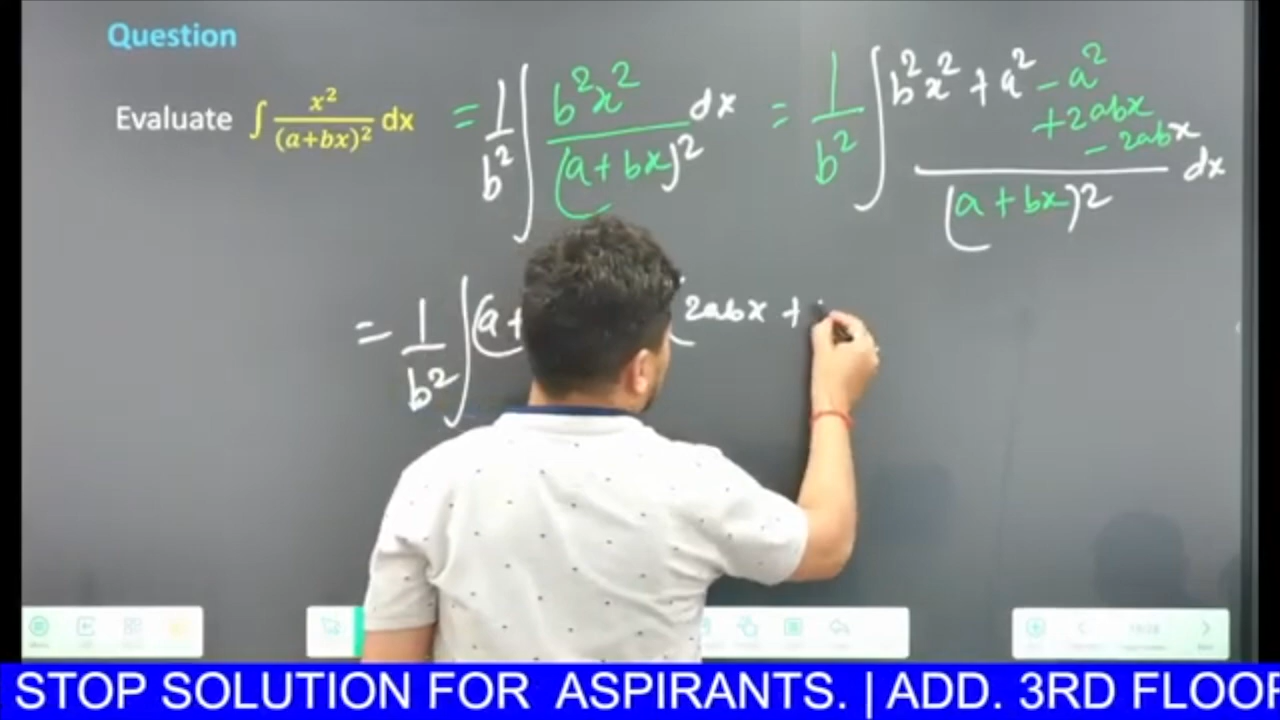 Question
Evaluate ∫ x²/(a+bx)² dx = 1/b² ∫ b²x²/(a+bx)² dx = 1/b² ∫ (b²x² + a² - a² + 2abx - 2abx)/(a+bx)² dx
= 1/b² ∫ (a+ 2abx +
STOP SOLUTION FOR ASPIRANTS. | ADD. 3RD FLOOR